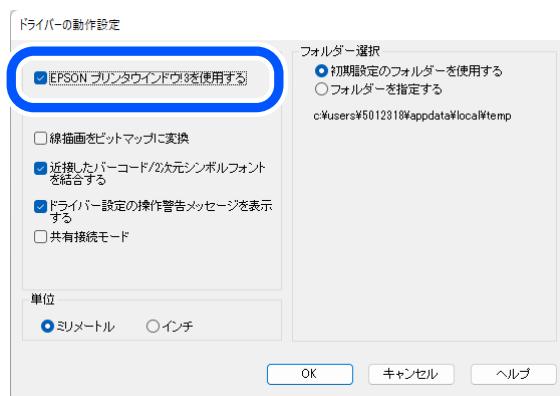 ドライバーの動作設定
EPSON プリンタウインドウ!3を使用する
線描画をビットマップに変換
近接したバーコード/2次元シンボルフォント
を結合する
ドライバー設定の操作警告メッセージを表示
する
共有接続モード
単位
ミリメートル
インチ
フォルダー選択
初期設定のフォルダーを使用する
フォルダーを指定する
c:¥users¥5012318¥appdata¥local¥temp
OK
キャンセル
ヘルプ